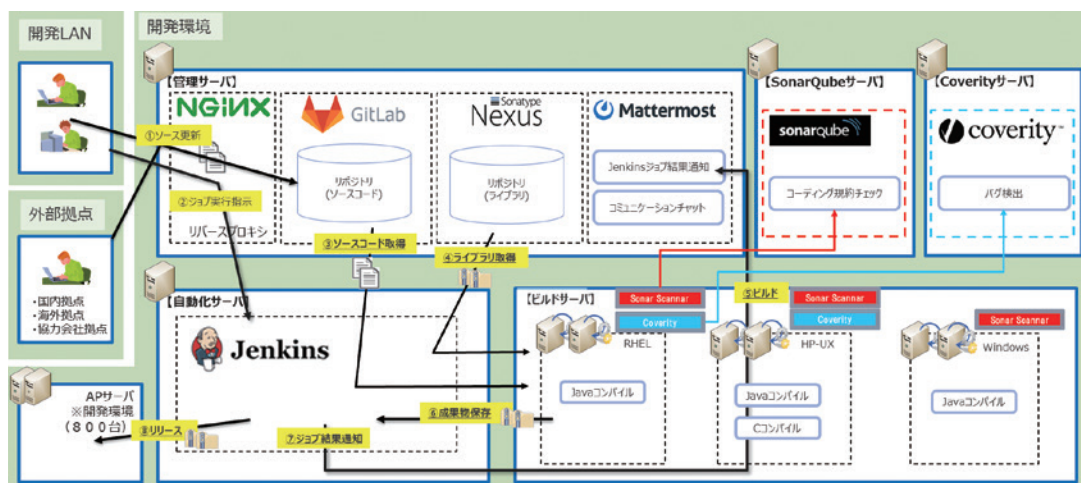 開発LAN
外部拠点
・国内拠点
・海外拠点
・協力会社拠点
APサーバ
※開発環境
(800台)
開発環境
【管理サーバ】
NGiNX
リバースプロキシ
GitLab
リポジトリ
(ソースコード)
Sonatype
Nexus
リポジトリ
(ライブラリ)
Mattermost
Jenkinsジョブ結果通知
コミュニケーションチャット
【SonarQubeサーバ】
sonarqube
コーディング規約チェック
【Coverityサーバ】
coverity™
バグ検出
①ソース更新
②ジョブ実行指示
③ソースコード取得
④ライブラリ取得
【自動化サーバ】
Jenkins
⑥成果物保存
⑦ジョブ結果通知
⑧リリース
【ビルドサーバ】
⑤ビルド
Sonar Scanner
Coverity
RHEL
Javaコンパイル
Sonar Scanner
Coverity
HP-UX
Javaコンパイル
Cコンパイル
Sonar Scanner
Windows
Javaコンパイル